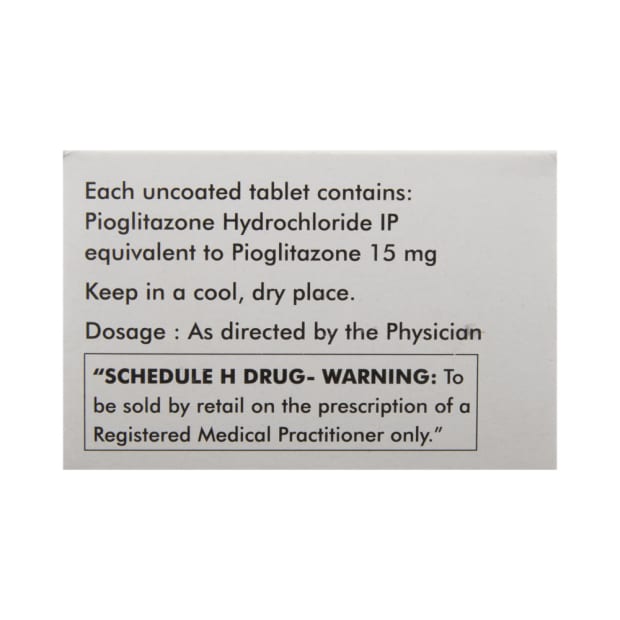 Each uncoated tablet contains:
Pioglitazone Hydrochloride IP
equivalent to Pioglitazone 15 mg
Keep in a cool, dry place.
Dosage : As directed by the Physician
“SCHEDULE H DRUG- WARNING: To
be sold by retail on the prescription of a
Registered Medical Practitioner only.”